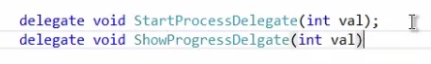 delegate void StartProcessDelegate(int val);
delegate void ShowProgressDelgate(int val)